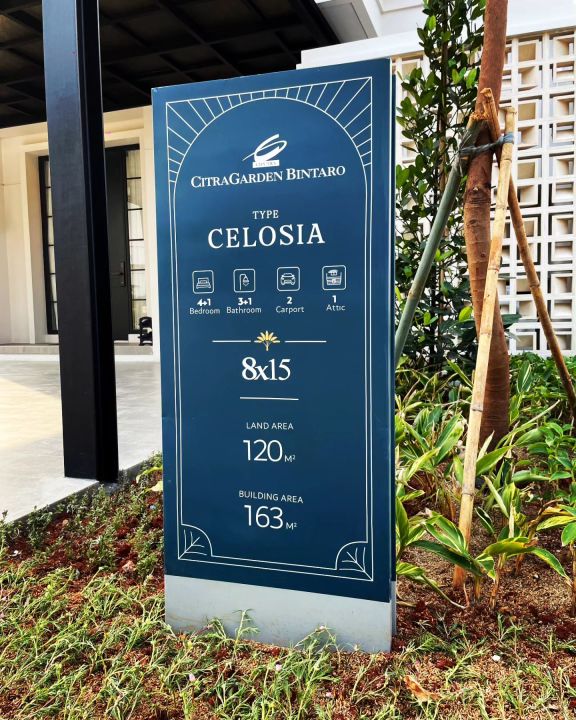 CITRAGARDEN BINTARO
TYPE
CELOSIA
4+1
Bedroom
3+1
Bathroom
2
Carport
1
Attic
8x15
LAND AREA
120 M²
BUILDING AREA
163 M²